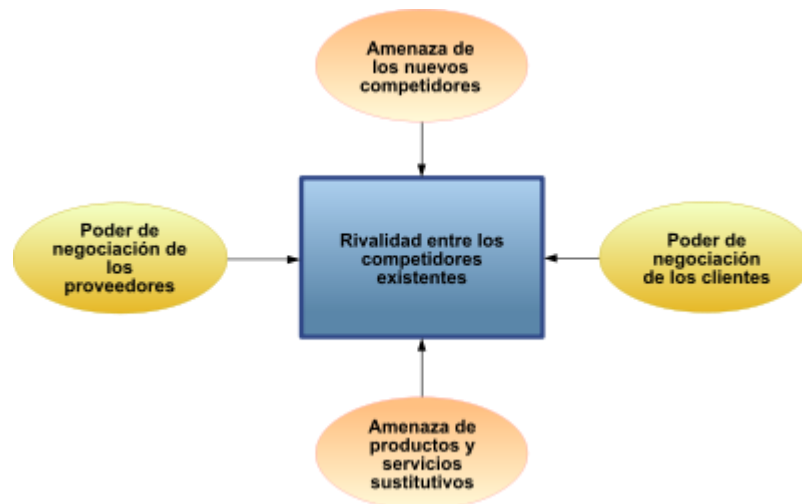 Amenaza de
los nuevos
competidores
Poder de
negociación de
los
proveedores
Rivalidad entre los
competidores
existentes
Poder de
negociación
de los clientes
Amenaza de
productos y
servicios
sustitutivos